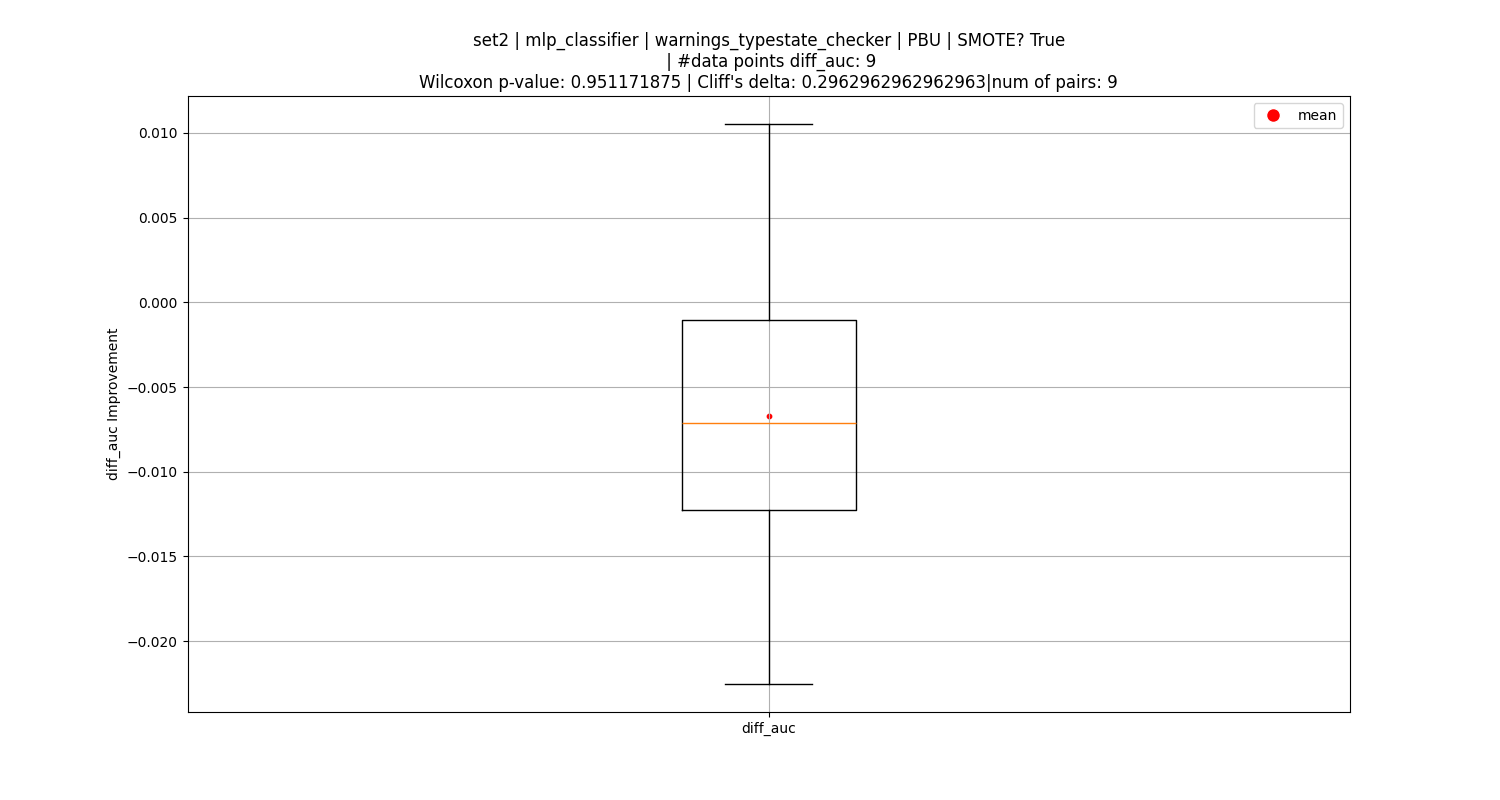 set2 | mlp_classifier | warnings_typestate_checker | PBU | SMOTE? True
| #data points diff_auc: 9
Wilcoxon p-value: 0.951171875 | Cliff's delta: 0.2962962962962963|num of pairs: 9
mean
0.010
0.005
0.000
−0.005
−0.010
−0.015
−0.020
diff_auc Improvement
diff_auc